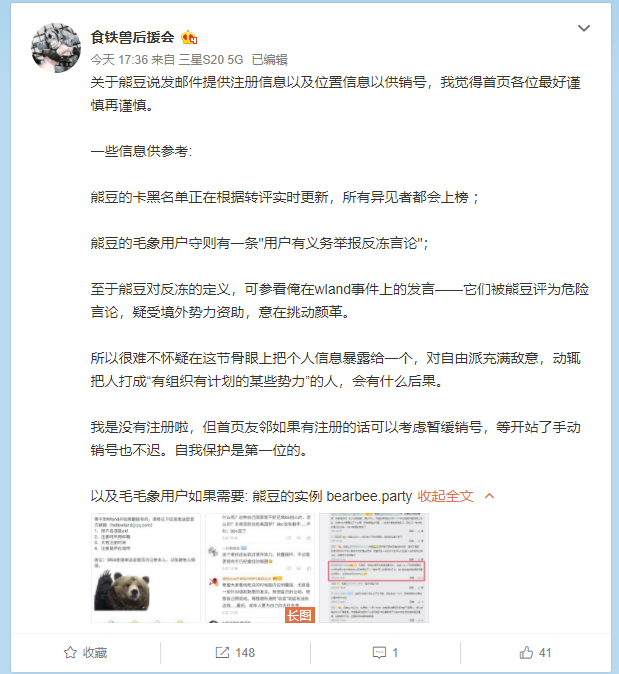 食铁兽后援会
今天 17:36 来自 三星S20 5G 已编辑
关于熊豆说发邮件提供注册信息以及位置信息以供销号，我觉得首页各位最好谨
慎再谨慎。
一些信息供参考:
熊豆的卡黑名单正在根据转评实时更新，所有异见者都会上榜；
熊豆的毛象用户守则有一条"用户有义务举报反冻言论"；
至于熊豆对反冻的定义，可参看俺在wland事件上的发言——它们被熊豆评为危险
言论，疑受境外势力资助，意在挑动颜革。
所以很难不怀疑在这节骨眼上把个人信息暴露给一个，对自由派充满敌意，动辄
把人打成“有组织有计划的某些势力”的人，会有什么后果。
我是没有注册啦，但首页友邻如果有注册的话可以考虑暂缓销号，等开站了手动
销号也不迟。自我保护是第一位的。
以及毛毛象用户如果需要: 熊豆的实例 bearbee.party 收起全文
长图
收藏
148
1
41